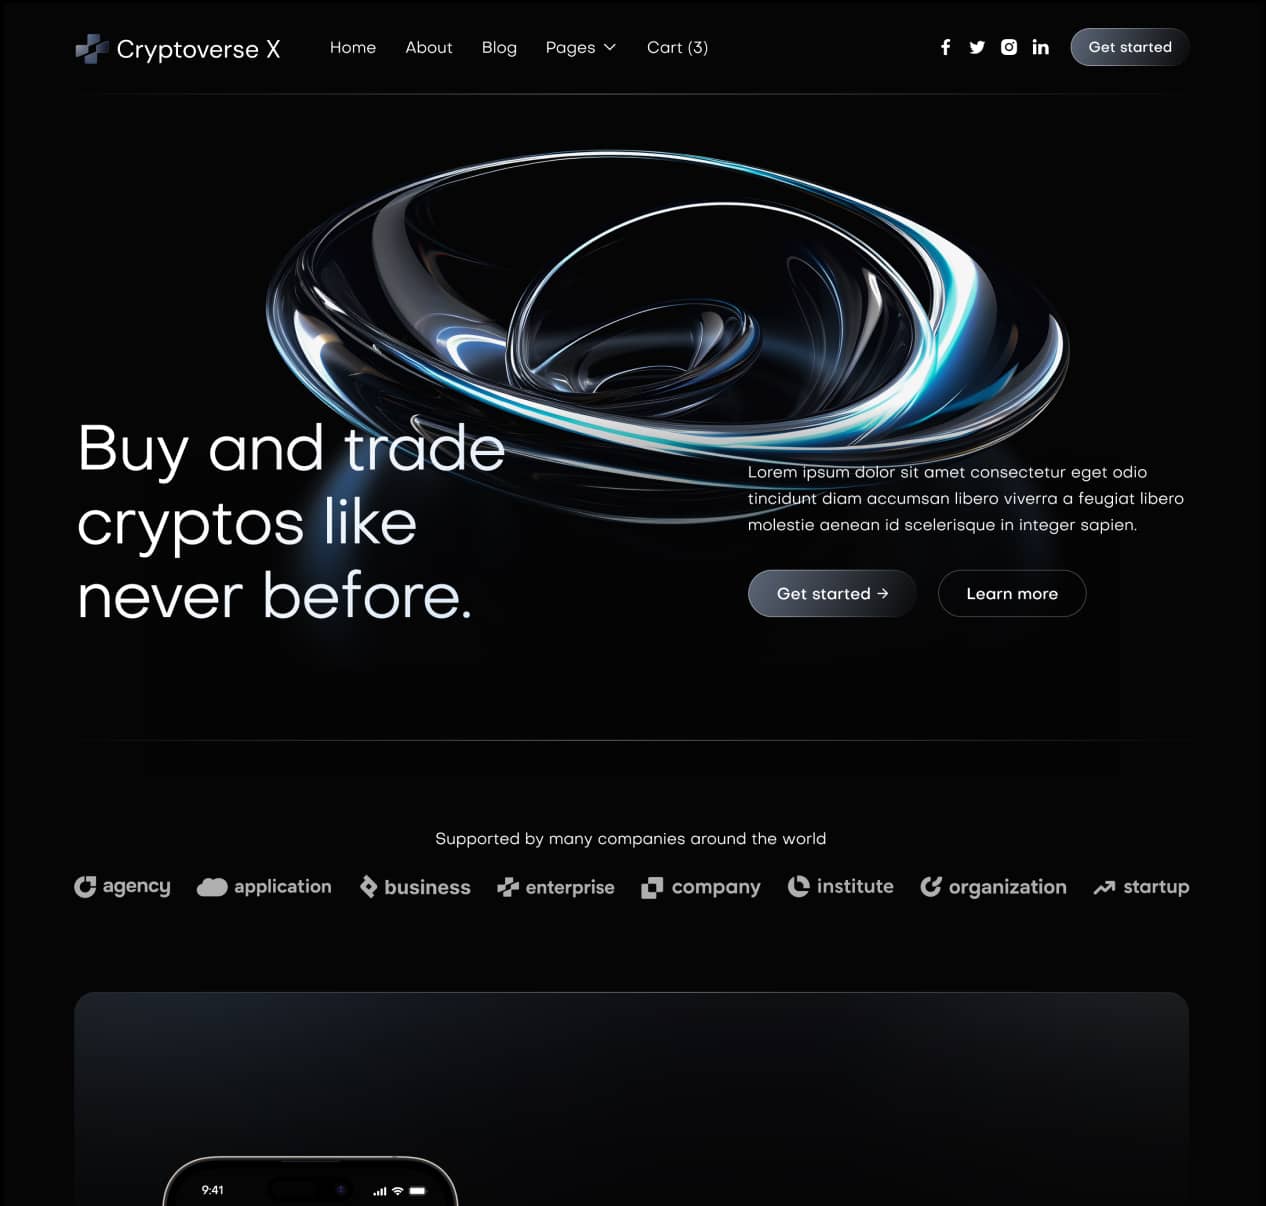 Cryptoverse X
Home About Blog Pages Cart (3)
Get started
Buy and trade
cryptos like
never before.
Lorem ipsum dolor sit amet consectetur eget odio
tincidunt diam accumsan libero viverra a feugiat libero
molestie aenean id scelerisque in integer sapien.
Get started → Learn more
Supported by many companies around the world
agency application business enterprise company institute organization startup
9:41